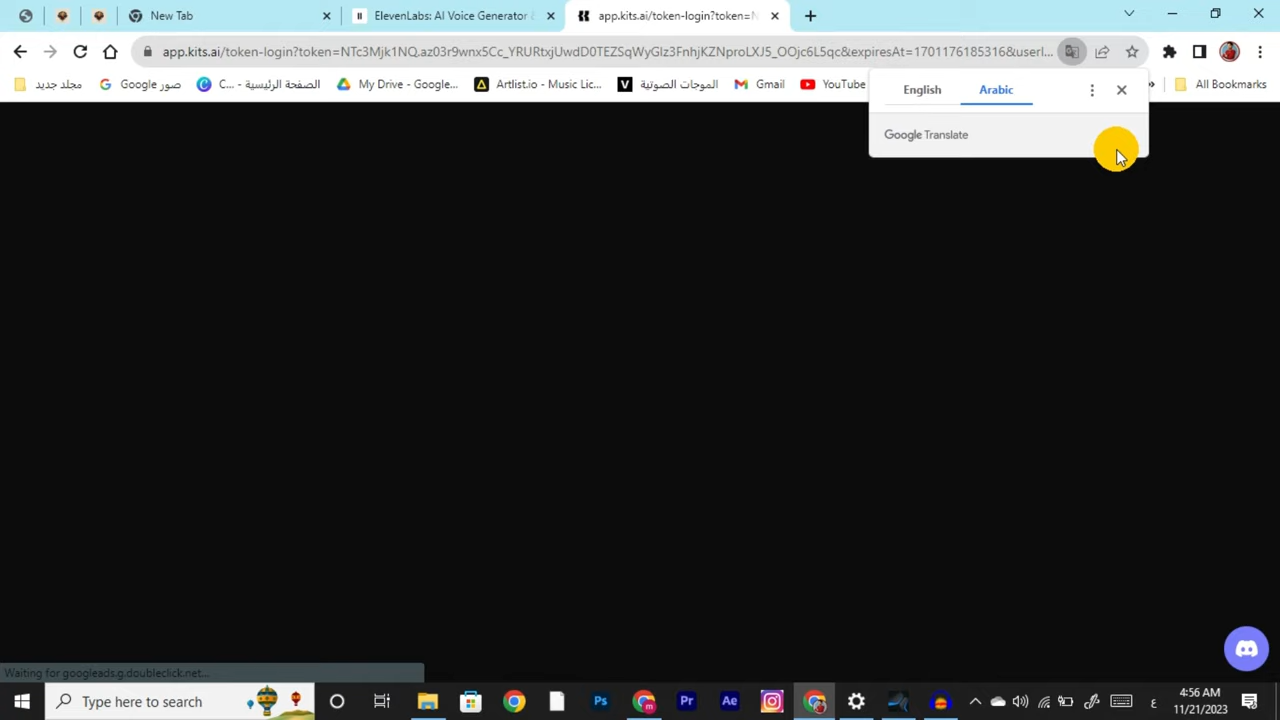 New Tab
ElevenLabs: AI Voice Generator
app.kits.ai/token-login?token=N
app.kits.ai/token-login?token=NTc3Mjk1NQ.az03r9wnx5Cc_YRURtxjUwdD0TEZSqWyGlz3FnhjKZNproLXJ5_OOjc6L5qc&expiresAt=1701176185316&userI...
مجلد جديد
صور Google
الصفحة الرئيسية - C...
My Drive - Google...
Artlist.io - Music Lic...
الموجات الصوتية
Gmail
YouTube
All Bookmarks
English
Arabic
Google Translate
Waiting for googleads.g.doubleclick.net...
Type here to search
Ps
Pr
Ae
ع
4:56 AM
11/21/2023